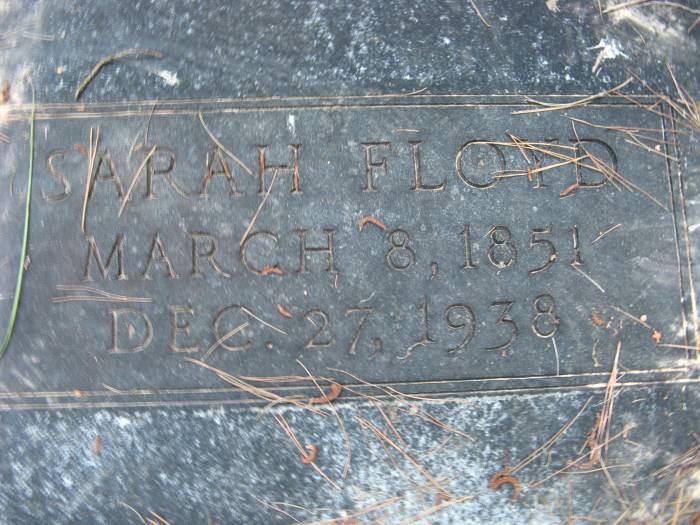 SARAH FLOYD
MARCH 8, 1851
DEC. 27, 1938